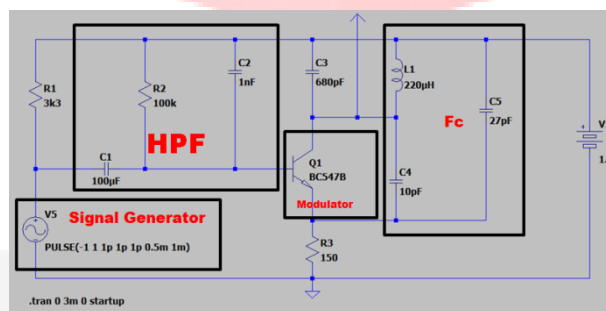 R1
3k3
R2
100k
C2
1nF
C3
680pF
L1
220µH
C5
27pF
Fc
HPF
C1
100µF
Q1
BC547B
Modulator
C4
10pF
V5
Signal Generator
PULSE(-1 1 1p 1p 1p 0.5m 1m)
R3
150
.tran 0 3m 0 startup